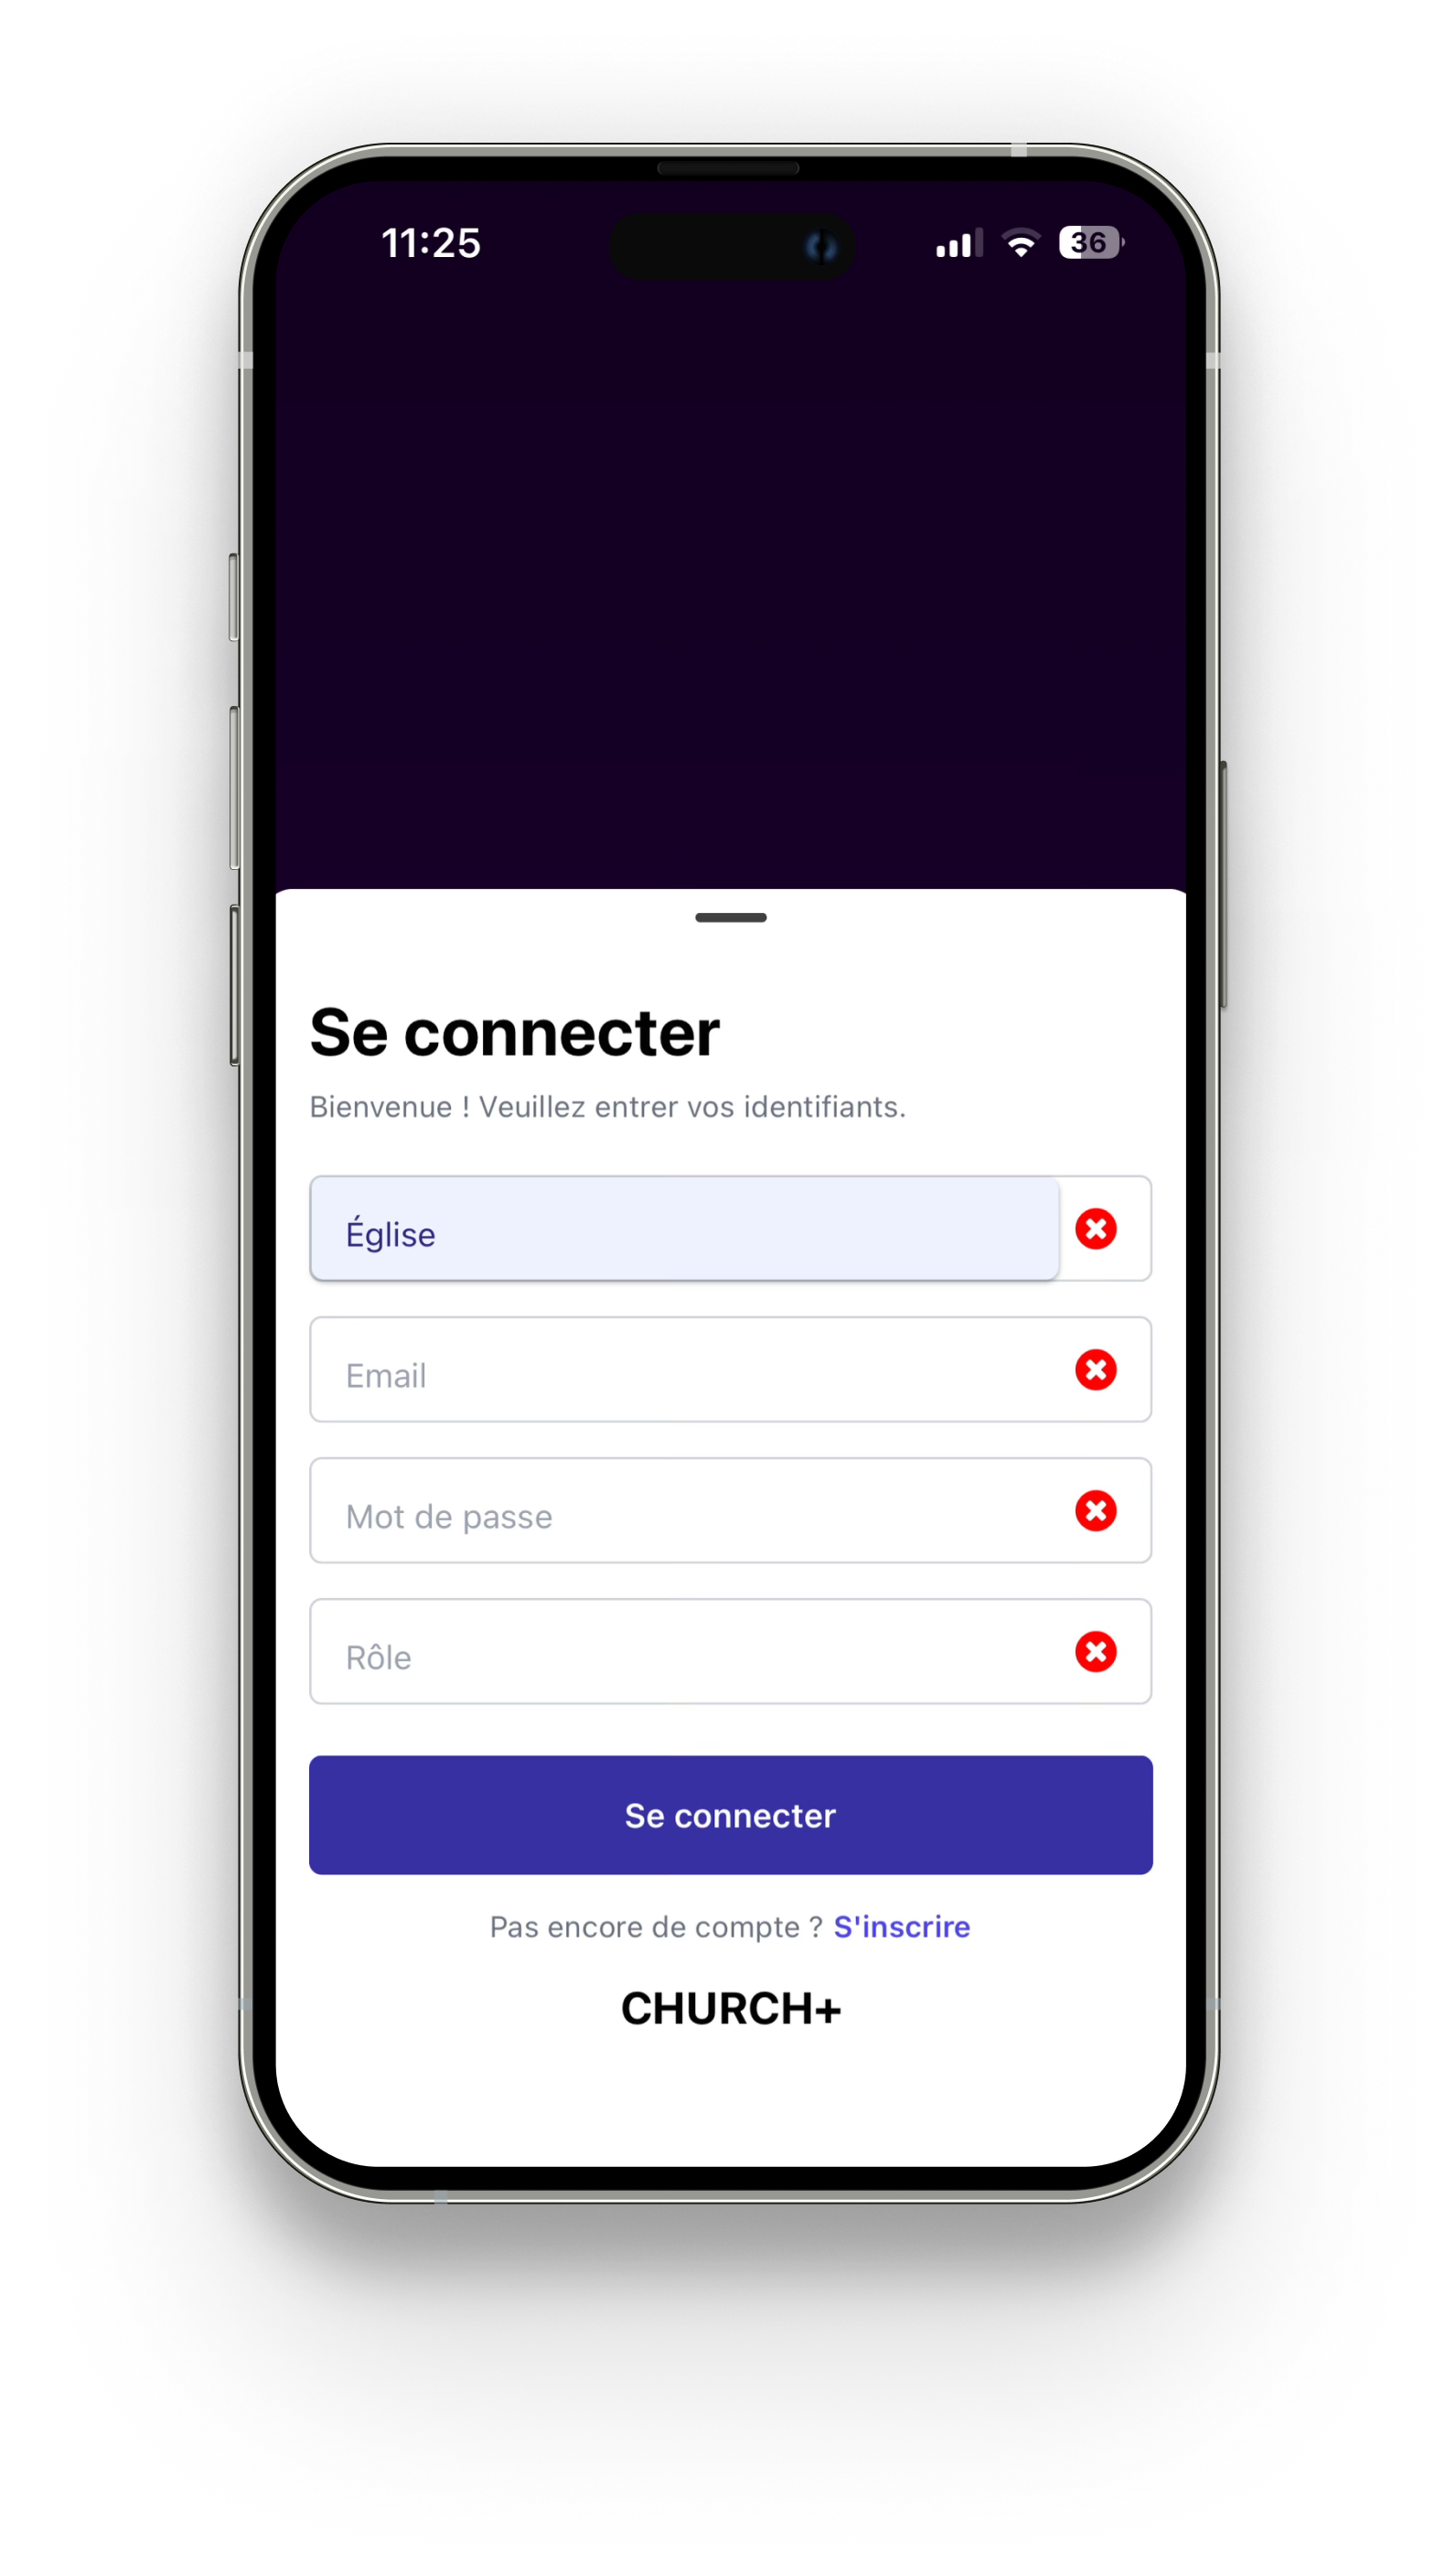 11:25
36
Se connecter
Bienvenue ! Veuillez entrer vos identifiants.
Église
Email
Mot de passe
Rôle
Se connecter
Pas encore de compte ? S'inscrire
CHURCH+